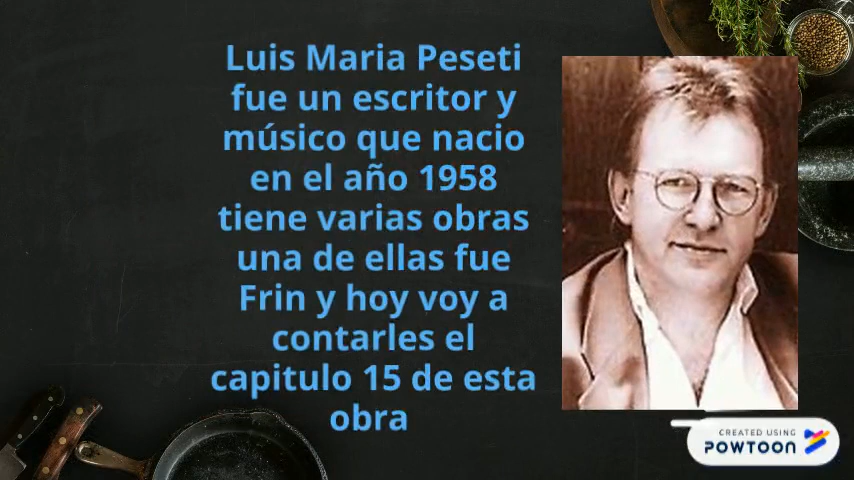 Luis Maria Peseti
fue un escritor y
músico que nacio
en el año 1958
tiene varias obras
una de ellas fue
Frin y hoy voy a
contarles el
capitulo 15 de esta
obra
CREATED USING
POWTOON